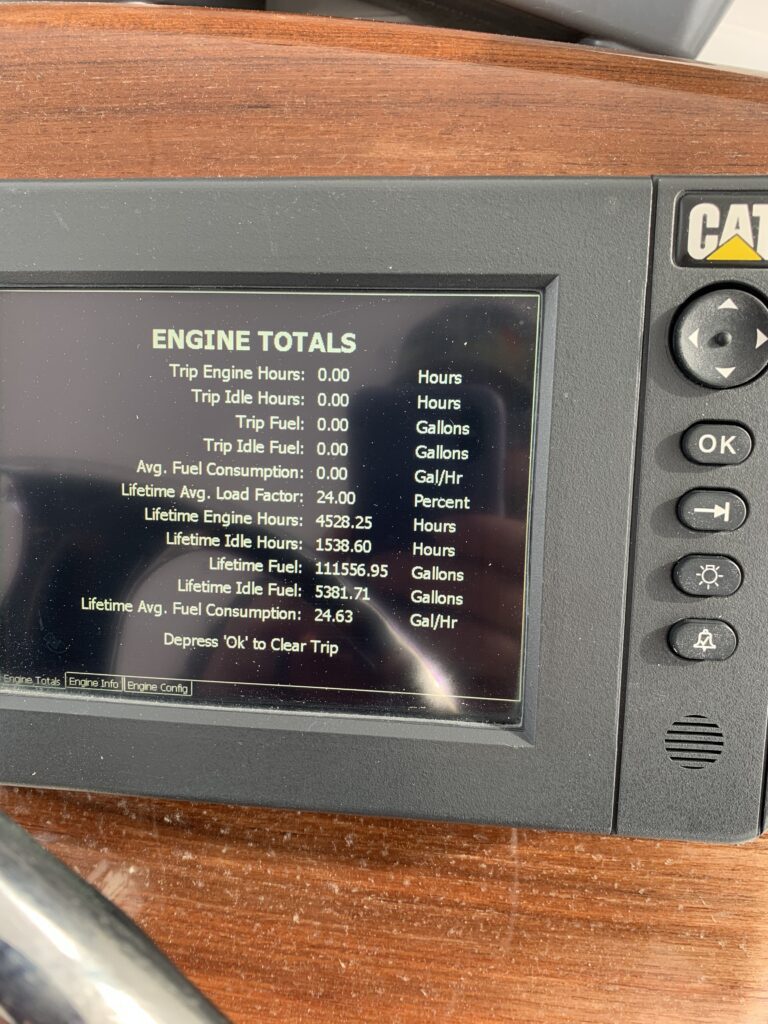 CAT
ENGINE TOTALS
Trip Engine Hours: 0.00 Hours
Trip Idle Hours: 0.00 Hours
Trip Fuel: 0.00 Gallons
Trip Idle Fuel: 0.00 Gallons
Avg. Fuel Consumption: 0.00 Gal/Hr
Lifetime Avg. Load Factor: 24.00 Percent
Lifetime Engine Hours: 4528.25 Hours
Lifetime Idle Hours: 1538.60 Hours
Lifetime Fuel: 111556.95 Gallons
Lifetime Idle Fuel: 5381.71 Gallons
Lifetime Avg. Fuel Consumption: 24.63 Gal/Hr
Depress 'Ok' to Clear Trip
Engine Totals Engine Info Engine Config
OK